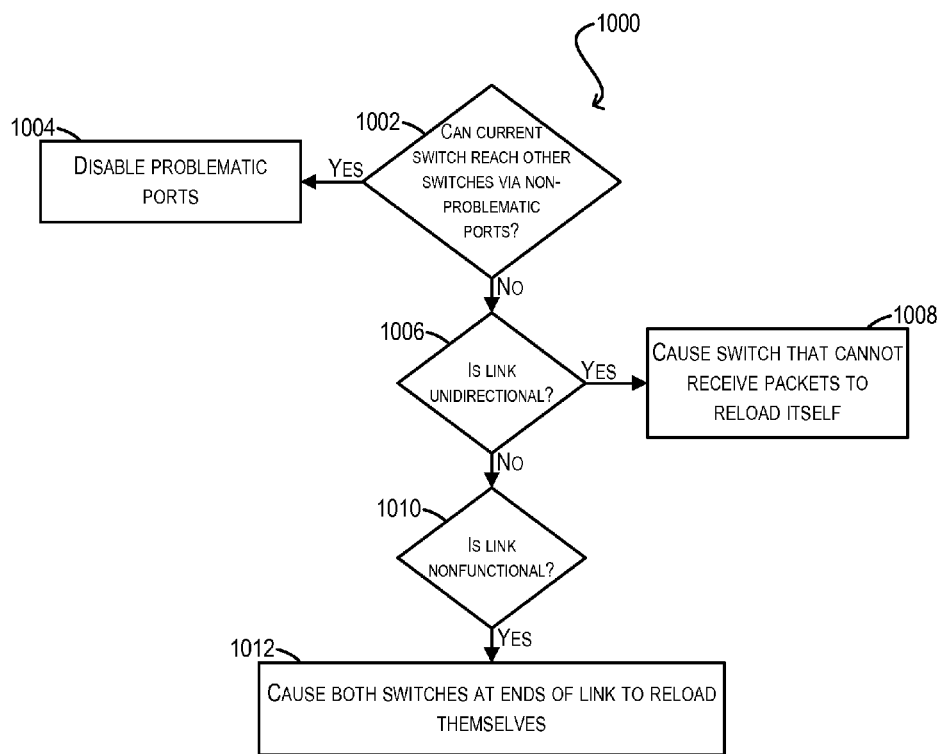 1000
1002
CAN CURRENT
SWITCH REACH OTHER
SWITCHES VIA NON-
PROBLEMATIC
PORTS?
YES
1004
DISABLE PROBLEMATIC
PORTS
NO
1006
IS LINK
UNIDIRECTIONAL?
YES
1008
CAUSE SWITCH THAT CANNOT
RECEIVE PACKETS TO
RELOAD ITSELF
NO
1010
IS LINK
NONFUNCTIONAL?
YES
1012
CAUSE BOTH SWITCHES AT ENDS OF LINK TO RELOAD
THEMSELVES